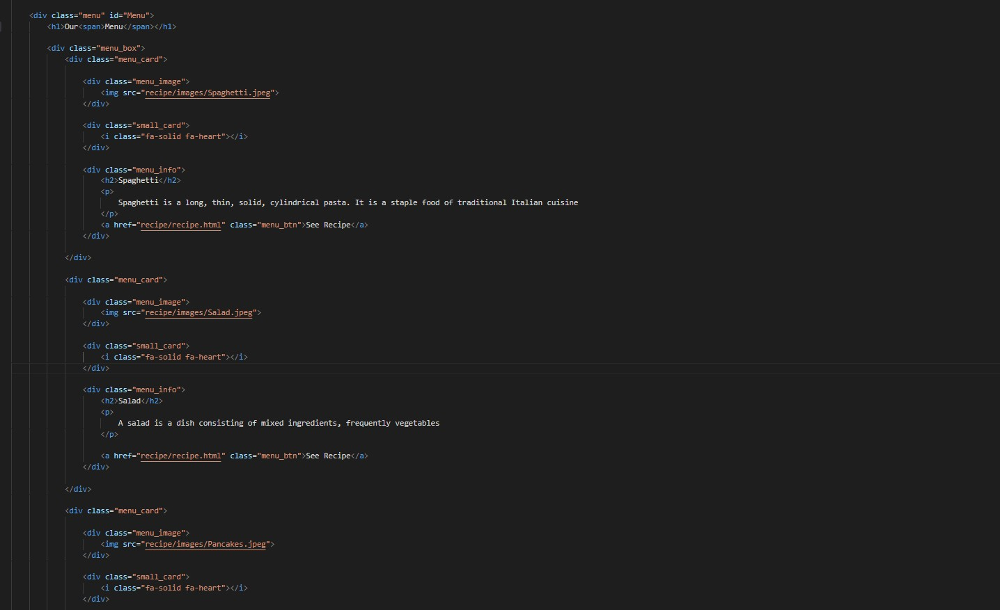 <div class="menu" id="Menu">
<h1>Our<span>Menu</span></h1>
<div class="menu_box">
<div class="menu_card">
<div class="menu_image">
<img src="recipe/images/Spaghetti.jpeg">
</div>
<div class="small_card">
<i class="fa-solid fa-heart"></i>
</div>
<div class="menu_info">
<h2>Spaghetti</h2>
<p>
Spaghetti is a long, thin, solid, cylindrical pasta. It is a staple food of traditional Italian cuisine
</p>
<a href="recipe/recipe.html" class="menu_btn">See Recipe</a>
</div>
</div>
<div class="menu_card">
<div class="menu_image">
<img src="recipe/images/Salad.jpeg">
</div>
<div class="small_card">
<i class="fa-solid fa-heart"></i>
</div>
<div class="menu_info">
<h2>Salad</h2>
<p>
A salad is a dish consisting of mixed ingredients, frequently vegetables
</p>
<a href="recipe/recipe.html" class="menu_btn">See Recipe</a>
</div>
</div>
<div class="menu_card">
<div class="menu_image">
<img src="recipe/images/Pancakes.jpeg">
</div>
<div class="small_card">
<i class="fa-solid fa-heart"></i>
</div>